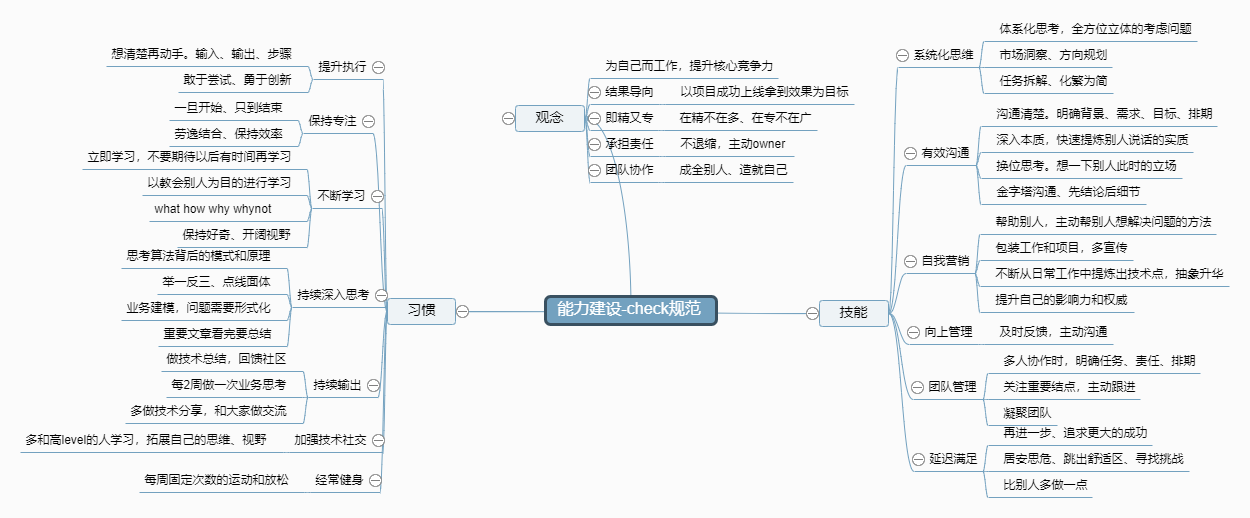 能力建设-check规范
观念
为自己而工作，提升核心竞争力
结果导向
以项目成功上线拿到效果为目标
即精又专
在精不在多、在专不在广
承担责任
不退缩，主动owner
团队协作
成全别人、造就自己
习惯
提升执行
想清楚再动手。输入、输出、步骤
敢于尝试、勇于创新
保持专注
一旦开始、只到结束
劳逸结合、保持效率
不断学习
立即学习，不要期待以后有时间再学习
以教会别人为目的进行学习
what how why whynot
保持好奇、开阔视野
持续深入思考
思考算法背后的模式和原理
举一反三、点线面体
业务建模，问题需要形式化
重要文章看完要总结
持续输出
做技术总结，回馈社区
每2周做一次业务思考
多做技术分享，和大家做交流
加强技术社交
多和高level的人学习，拓展自己的思维、视野
经常健身
每周固定次数的运动和放松
技能
系统化思维
体系化思考，全方位立体的考虑问题
市场洞察、方向规划
任务拆解、化繁为简
有效沟通
沟通清楚。明确背景、需求、目标、排期
深入本质，快速提炼别人说话的实质
换位思考。想一下别人此时的立场
金字塔沟通、先结论后细节
自我营销
帮助别人，主动帮别人想解决问题的方法
包装工作和项目，多宣传
不断从日常工作中提炼出技术点，抽象升华
提升自己的影响力和权威
向上管理
及时反馈，主动沟通
团队管理
多人协作时，明确任务、责任、排期
关注重要结点，主动跟进
凝聚团队
延迟满足
再进一步、追求更大的成功
居安思危、跳出舒适区、寻找挑战
比别人多做一点